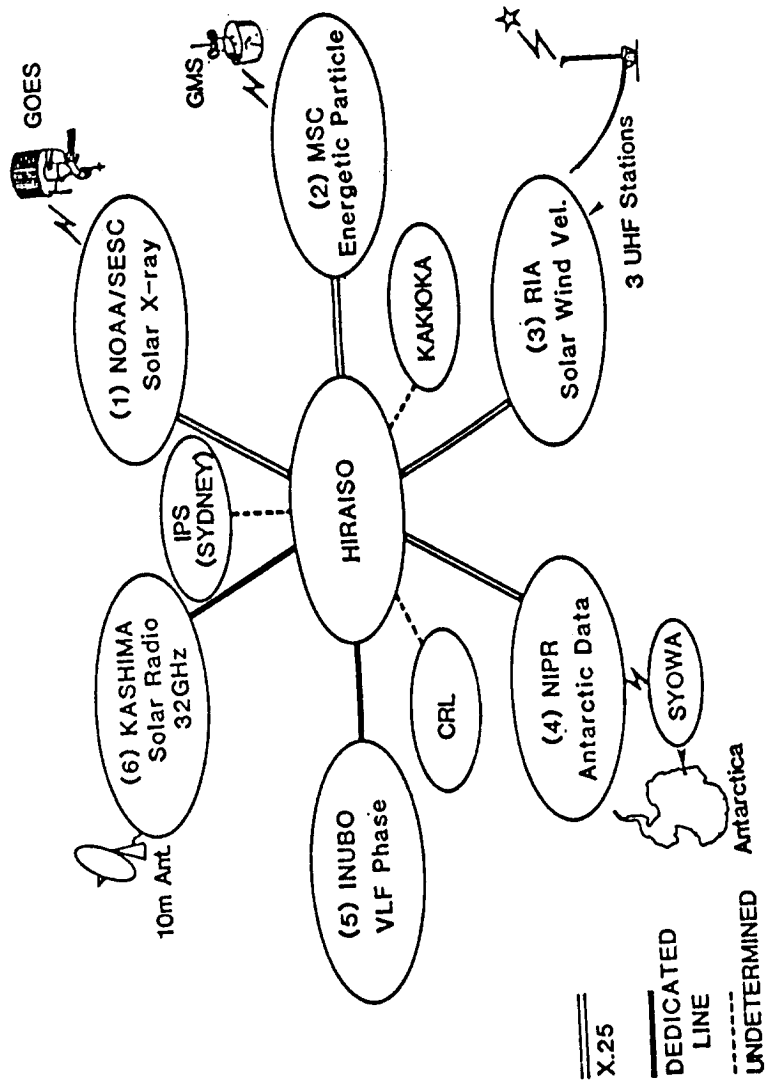 GOES
(1) NOAA/SESC
Solar X-ray
GMS
(2) MSC
Energetic Particle
KAKIOKA
(3) RIA
Solar Wind Vel.
3 UHF Stations
IPS
(SYDNEY)
HIRAISO
(6) KASHIMA
Solar Radio
32GHz
10m Ant.
CRL
(5) INUBO
VLF Phase
(4) NIPR
Antarctic Data
SYOWA
Antarctica
X.25
DEDICATED
LINE
UNDETERMINED